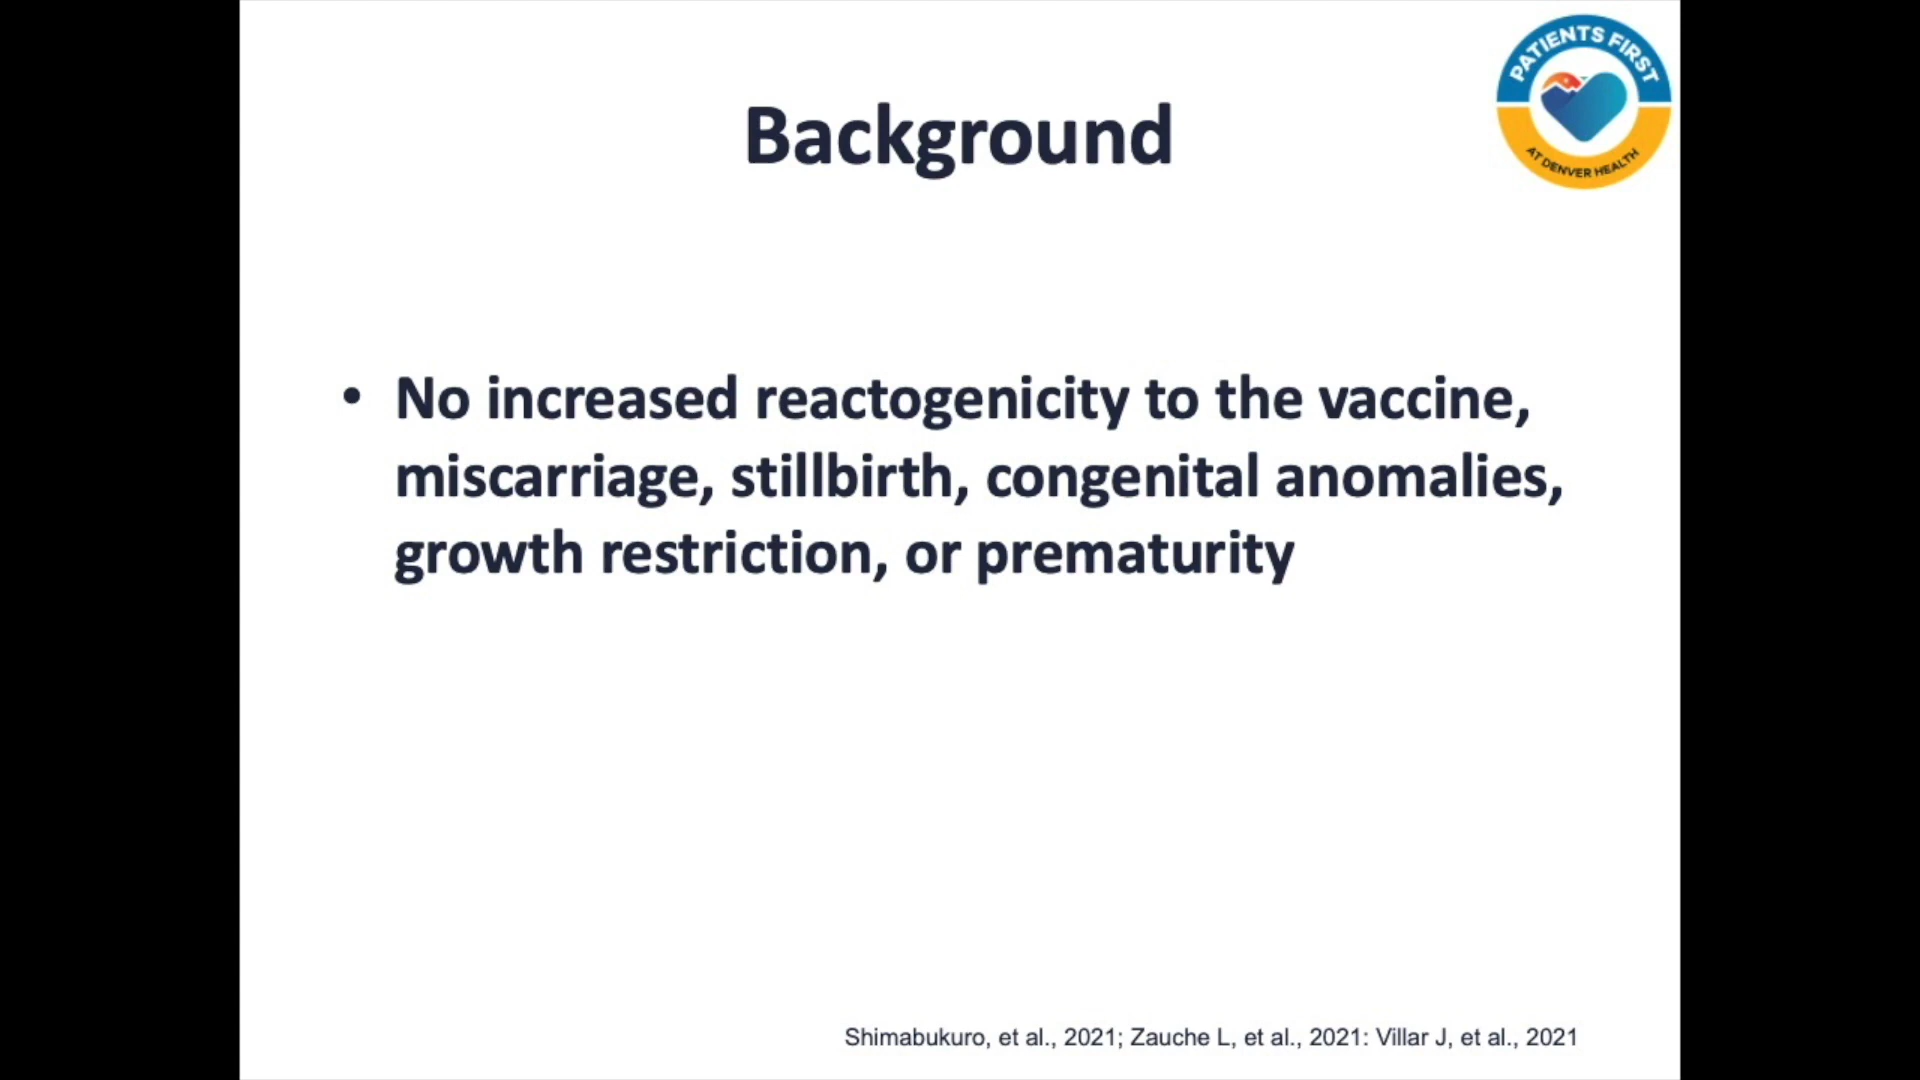 PATIENTS FIRST
AT DENVER HEALTH
Background
• No increased reactogenicity to the vaccine,
miscarriage, stillbirth, congenital anomalies,
growth restriction, or prematurity
Shimabukuro, et al., 2021; Zauche L, et al., 2021: Villar J, et al., 2021